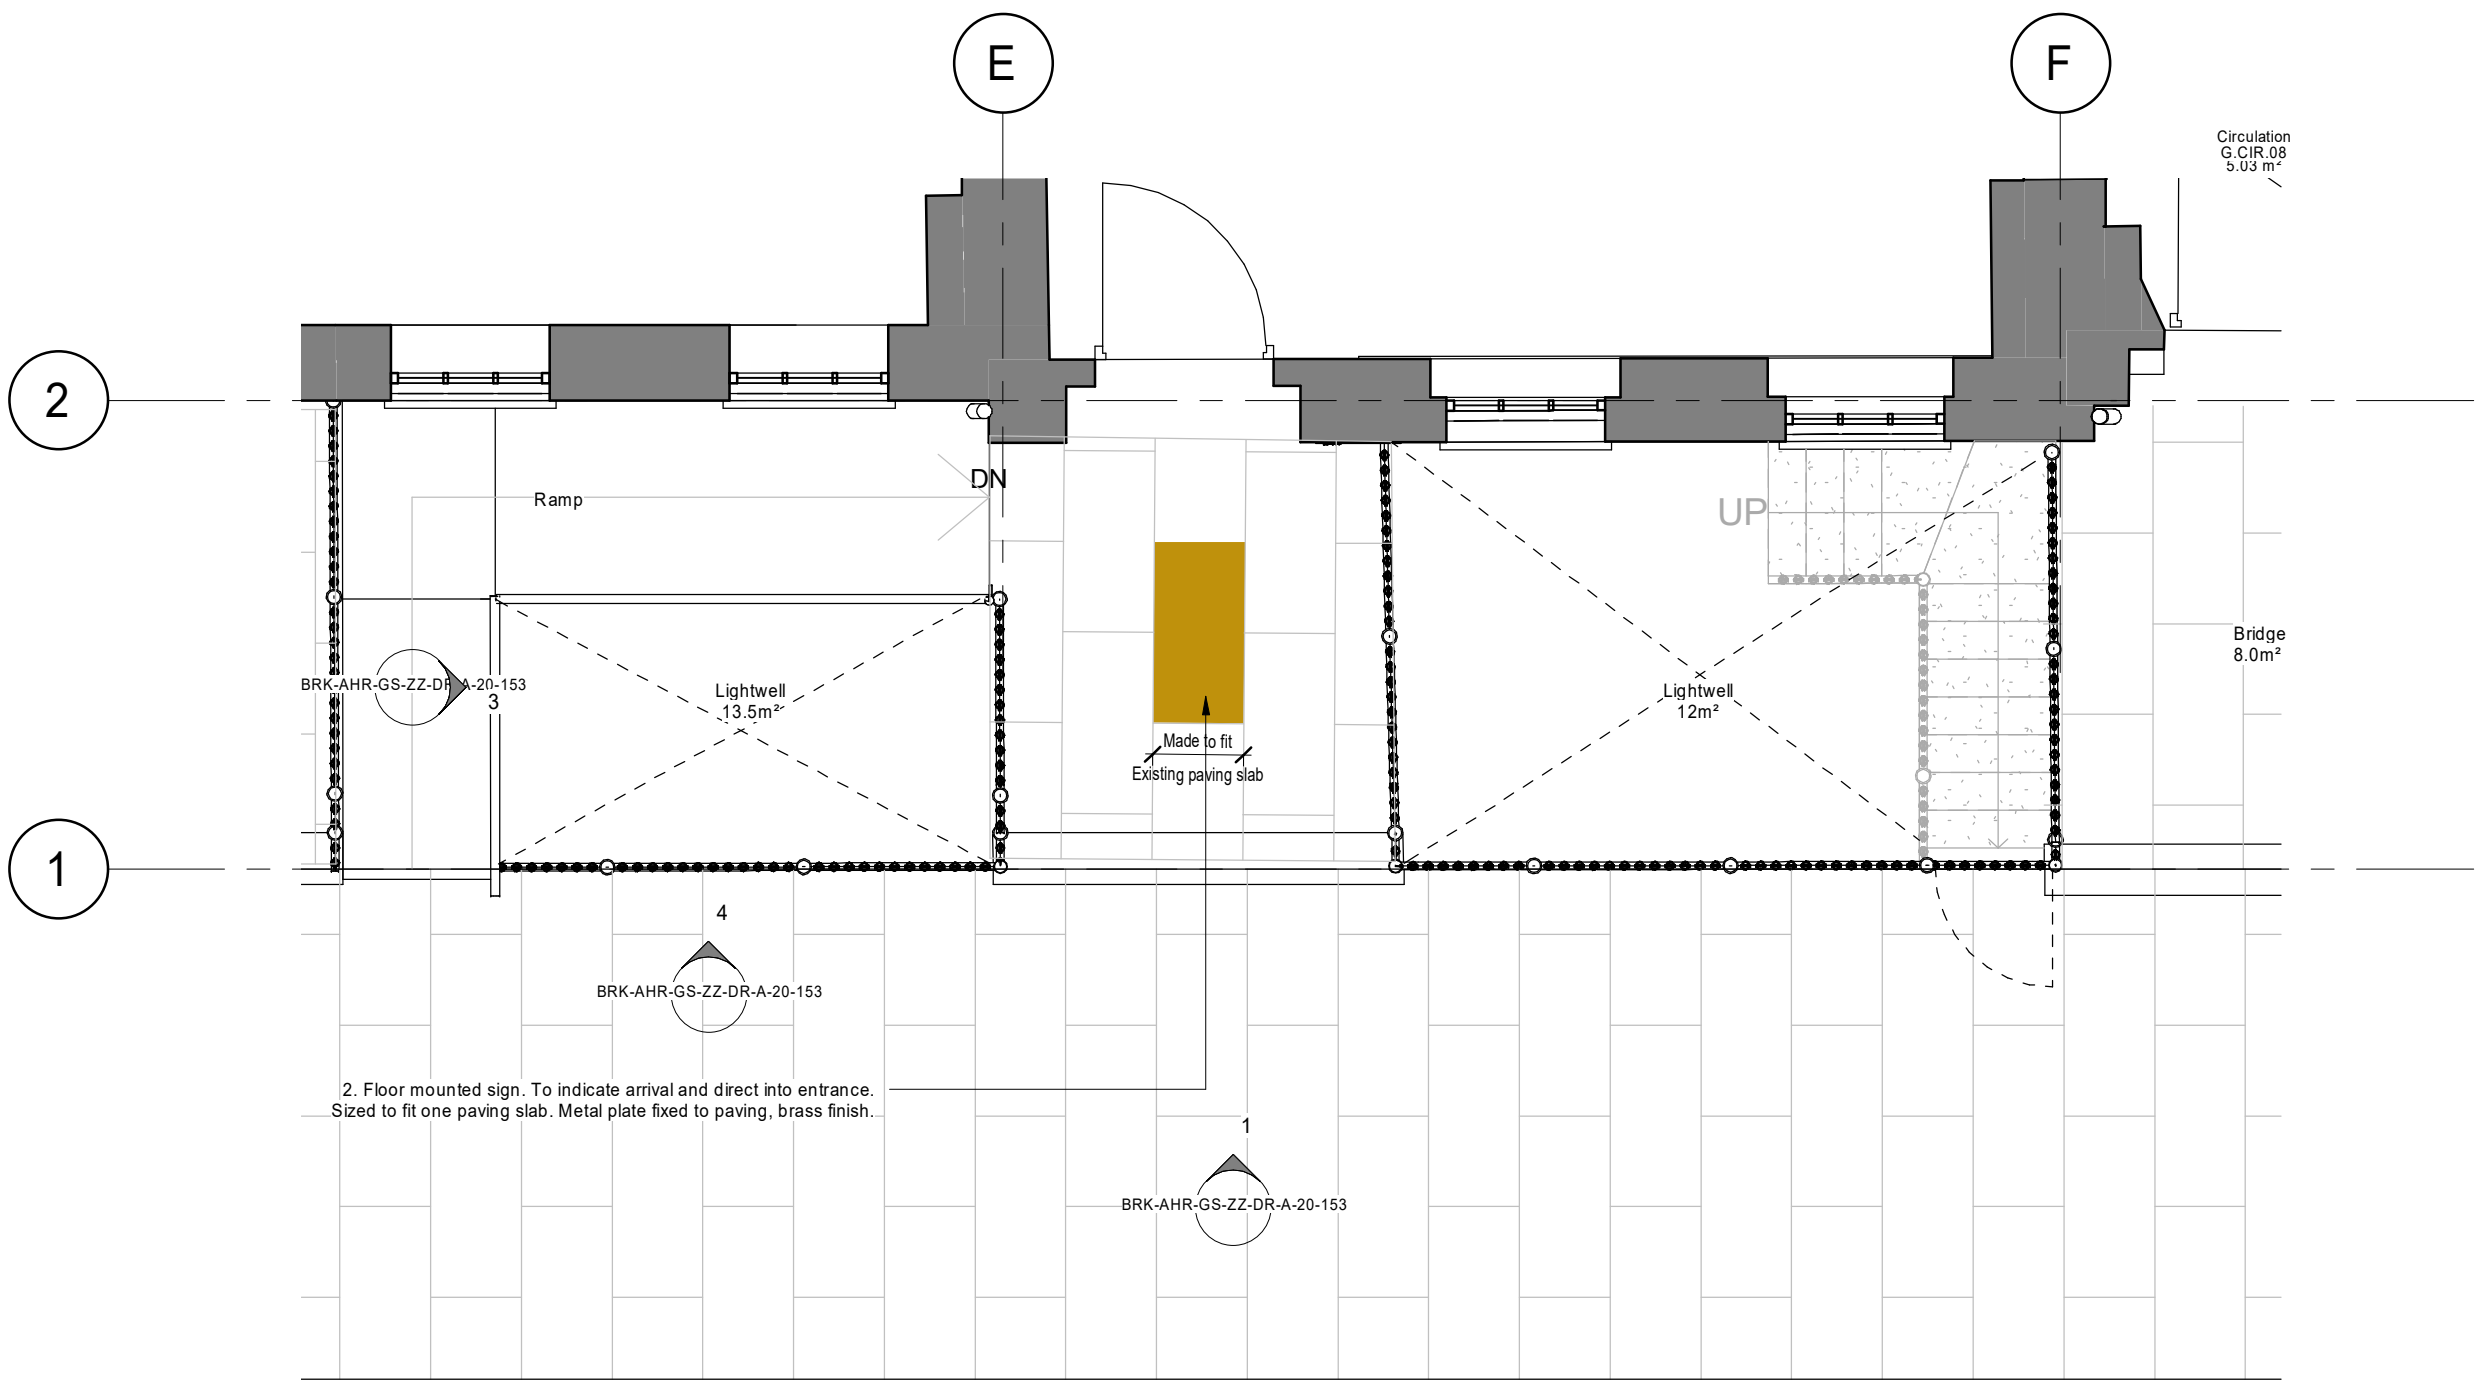 E
F
Circulation
G.CIR.08
5.03 m²
2
DN
Ramp
UP
Bridge
8.0m²
BRK-AHR-GS-ZZ-DR-A-20-153
3
Lightwell
13.5m²
Lightwell
12m²
Made to fit
Existing paving slab
1
4
BRK-AHR-GS-ZZ-DR-A-20-153
2. Floor mounted sign. To indicate arrival and direct into entrance.
Sized to fit one paving slab. Metal plate fixed to paving, brass finish.
1
BRK-AHR-GS-ZZ-DR-A-20-153